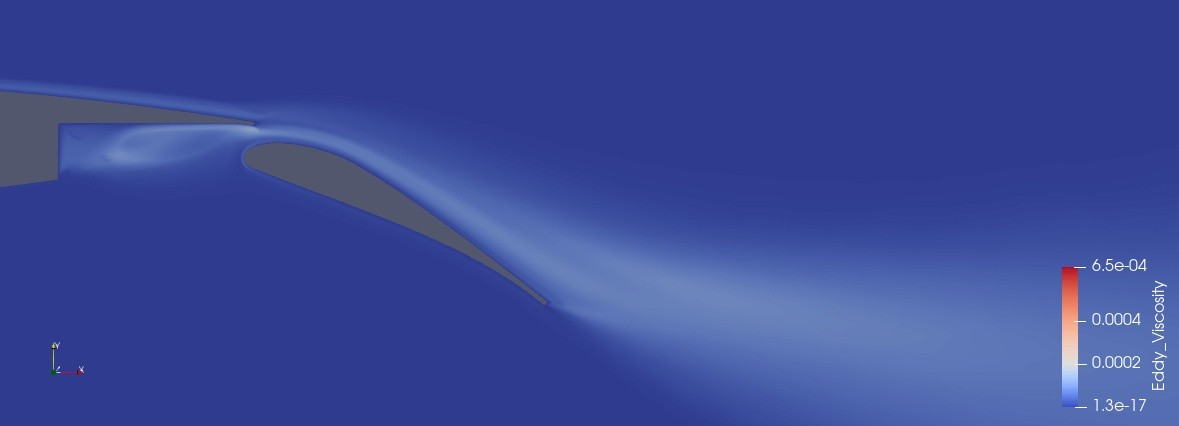 6.5e-04
0.0004
0.0002
1.3e-17
Eddy_Viscosity
Y
Z
X